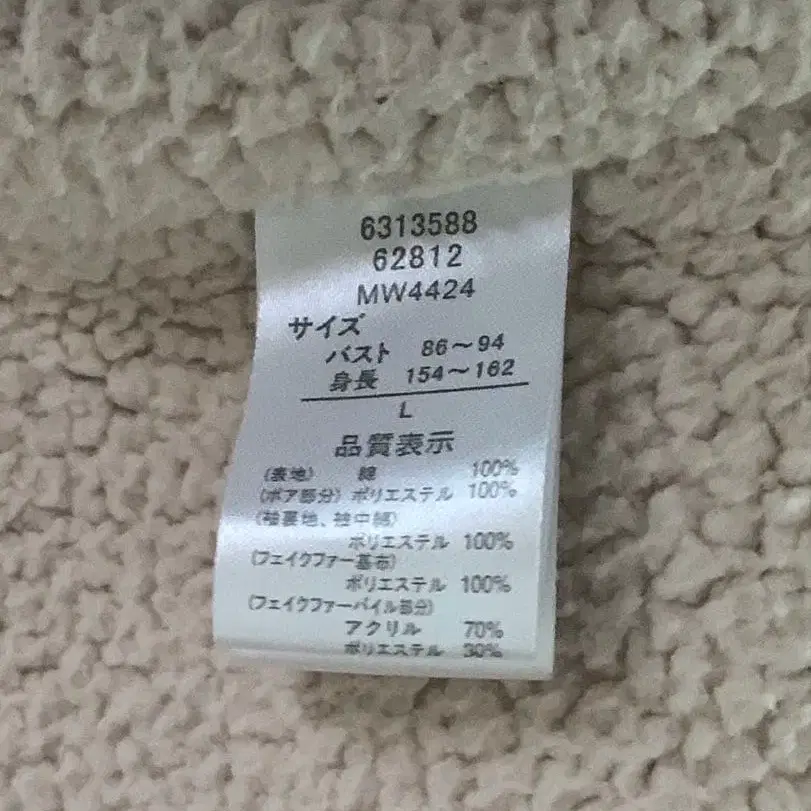 6313588
62812
MW4424
サイズ
バスト 86～94
身長 154～162
L
品質表示
(表地) 綿 100%
(ボア部分) ポリエステル 100%
(袖裏地、袖中綿)
ポリエステル 100%
(フェイクファー基布)
ポリエステル 100%
(フェイクファーパイル部分)
アクリル 70%
ポリエステル 30%